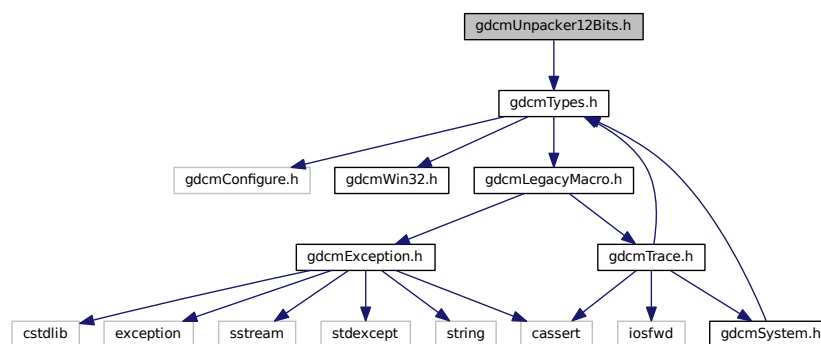 gdcmUnpacker12Bits.h
gdcmTypes.h
gdcmConfigure.h
gdcmWin32.h
gdcmLegacyMacro.h
gdcmException.h
gdcmTrace.h
cstdlib
exception
sstream
stdexcept
string
cassert
iosfwd
gdcmSystem.h